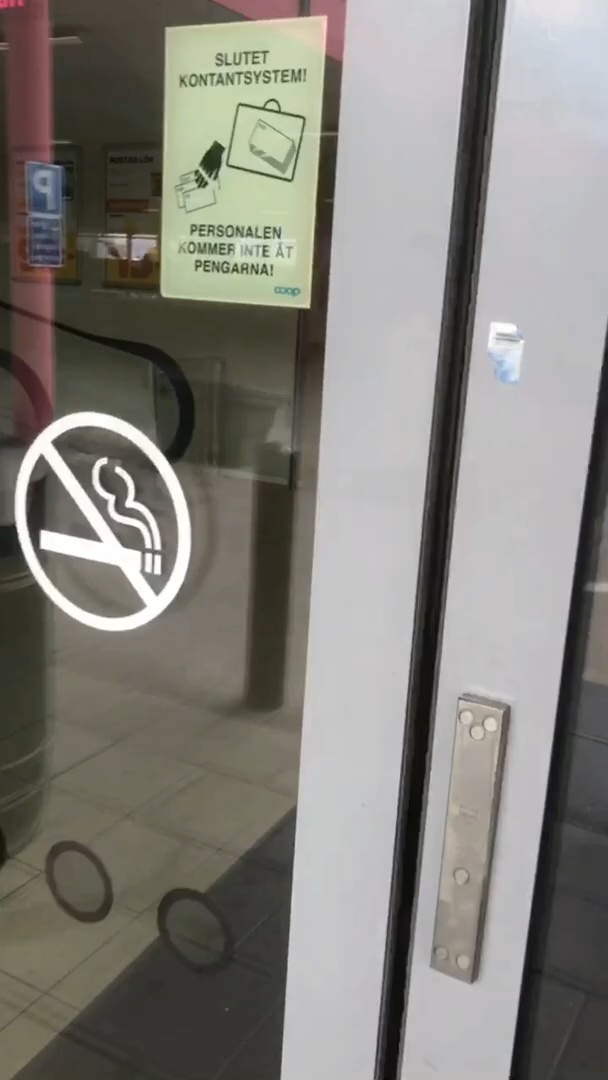 SLUTET
KONTANTSYSTEM!
PERSONALEN
KOMMER INTE ÅT
PENGARNA!
coop
P